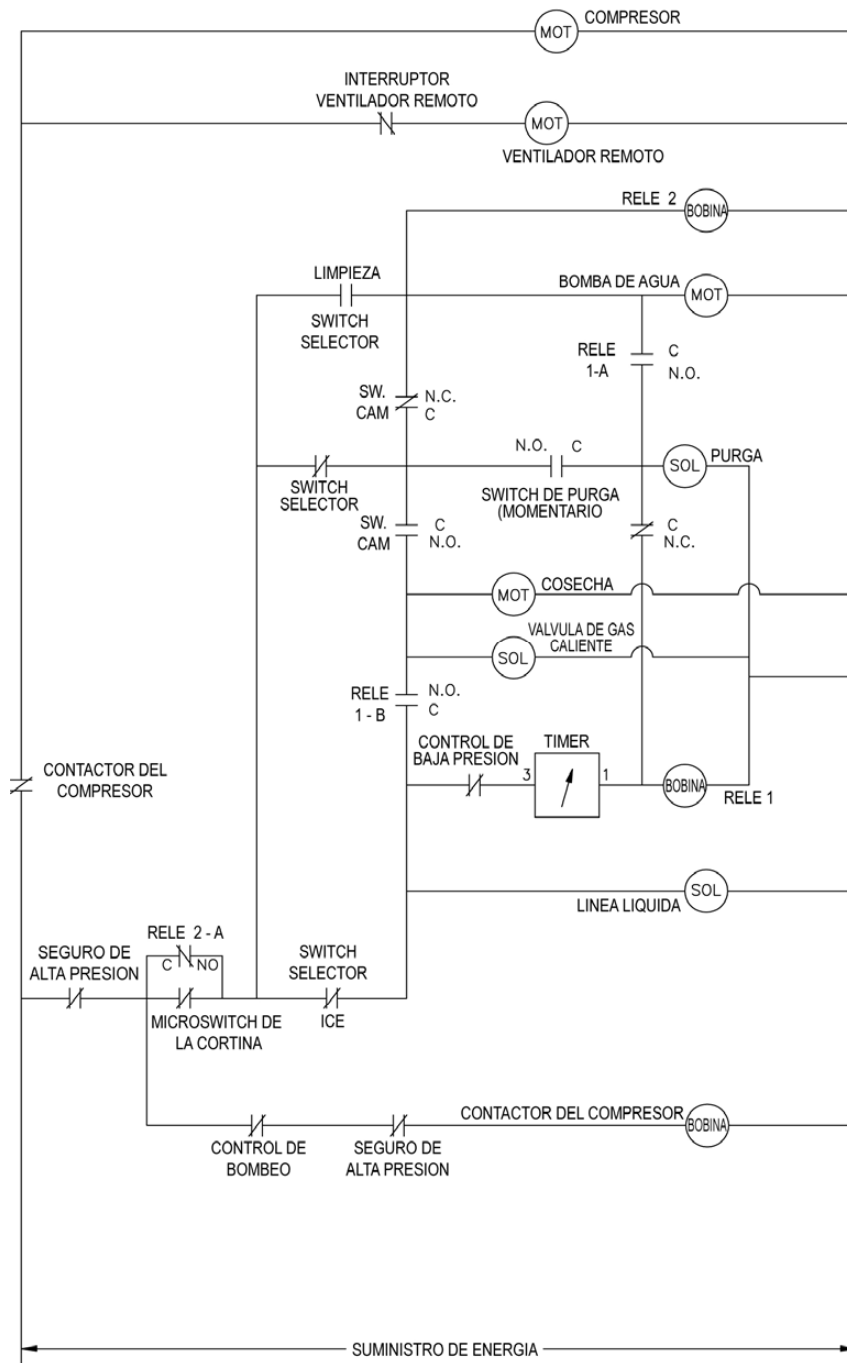 COMPRESOR
MOT
INTERRUPTOR
VENTILADOR REMOTO
MOT
VENTILADOR REMOTO
RELE 2
BOBINA
LIMPIEZA
SWITCH
SELECTOR
BOMBA DE AGUA
MOT
RELE
1-A
C
N.O.
SW.
CAM
N.C.
C
SWITCH
SELECTOR
N.O.
C
SWITCH DE PURGA
(MOMENTARIO
SOL
PURGA
SW.
CAM
C
N.O.
C
N.C.
MOT
COSECHA
SOL
VALVULA DE GAS
CALIENTE
RELE
1 - B
N.O.
C
CONTROL DE
BAJA PRESION
TIMER
3
1
BOBINA
RELE 1
CONTACTOR DEL
COMPRESOR
SOL
LINEA LIQUIDA
SEGURO DE
ALTA PRESION
RELE 2 - A
C
NO
MICROSWITCH DE
LA CORTINA
SWITCH
SELECTOR
ICE
CONTROL DE
BOMBEO
SEGURO DE
ALTA PRESION
CONTACTOR DEL COMPRESOR
BOBINA
SUMINISTRO DE ENERGIA